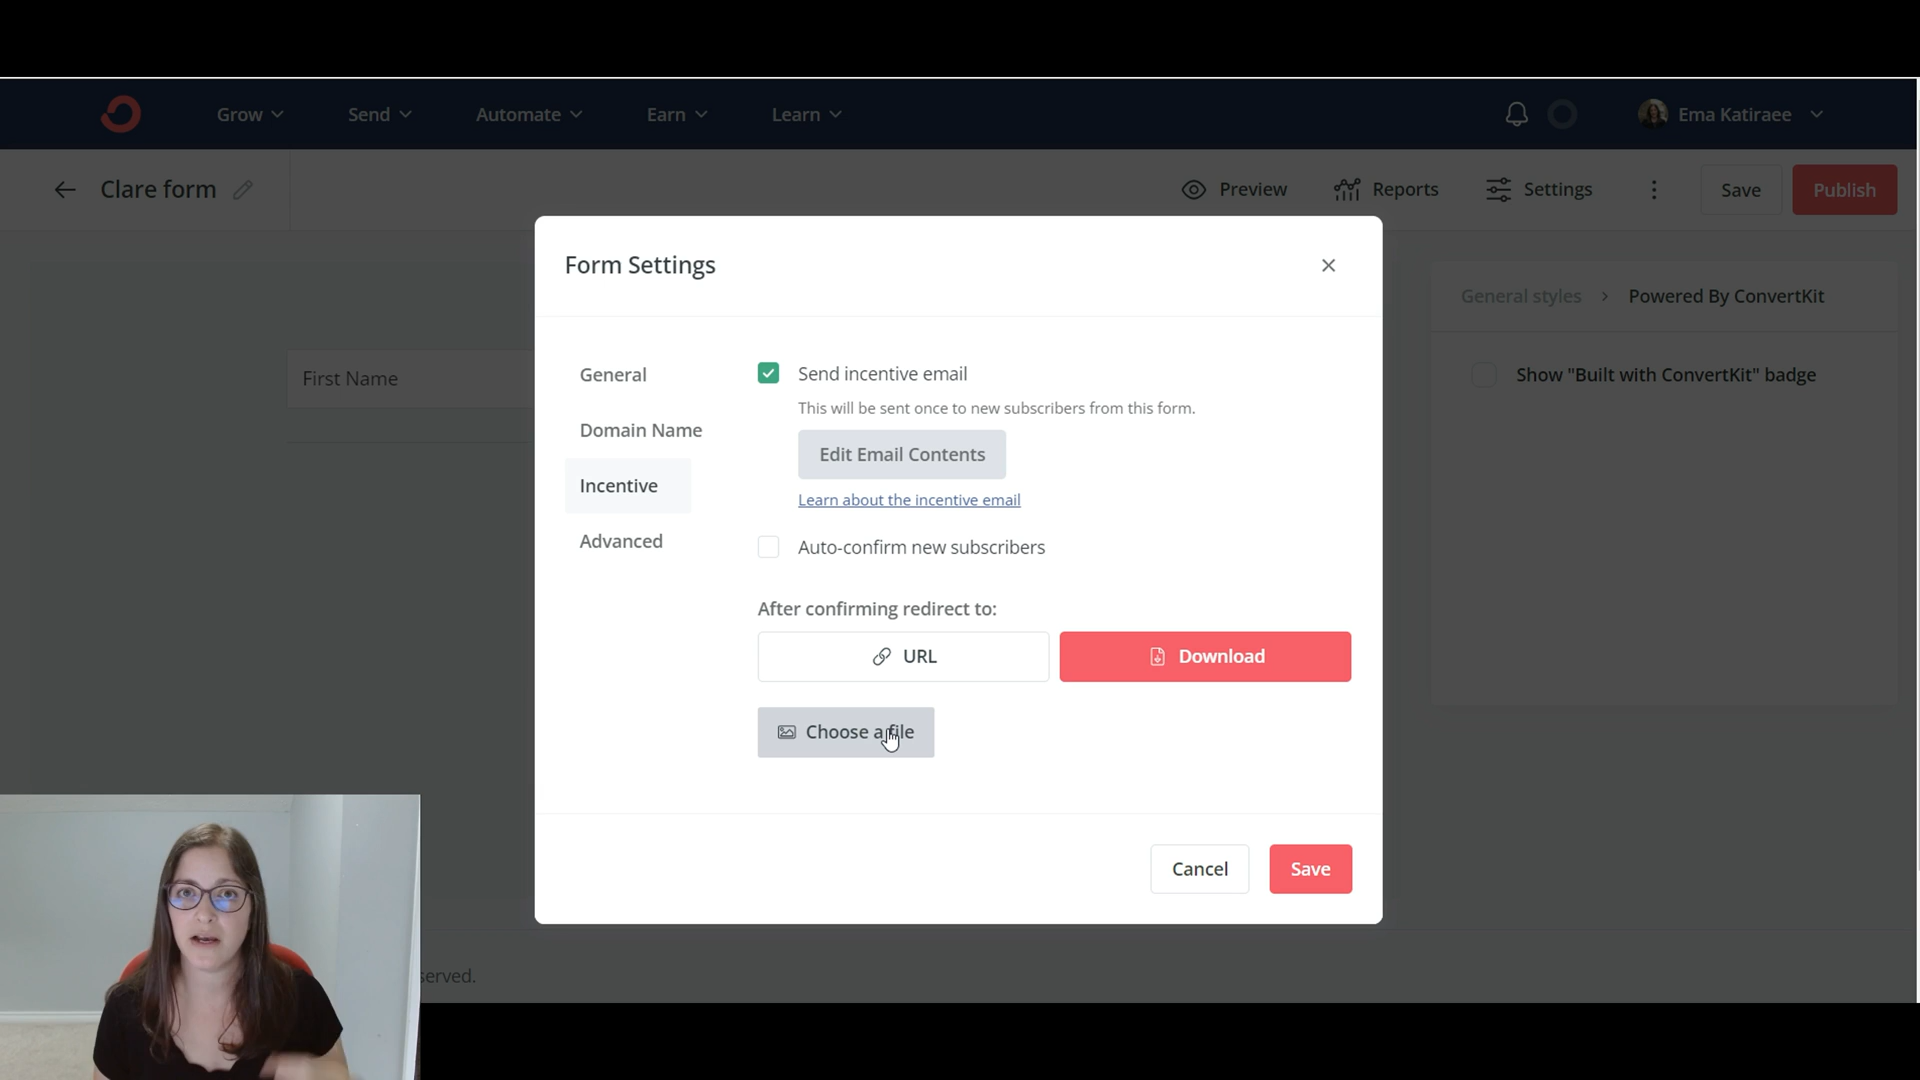 Grow
Send
Automate
Earn
Learn
Ema Katiraee
Clare form
Preview
Reports
Settings
Save
Publish
Form Settings
General styles
Powered By ConvertKit
First Name
General
Send incentive email
Show "Built with ConvertKit" badge
This will be sent once to new subscribers from this form.
Domain Name
Edit Email Contents
Incentive
Learn about the incentive email
Advanced
Auto-confirm new subscribers
After confirming redirect to:
URL
Download
Choose a file
Cancel
Save
served.